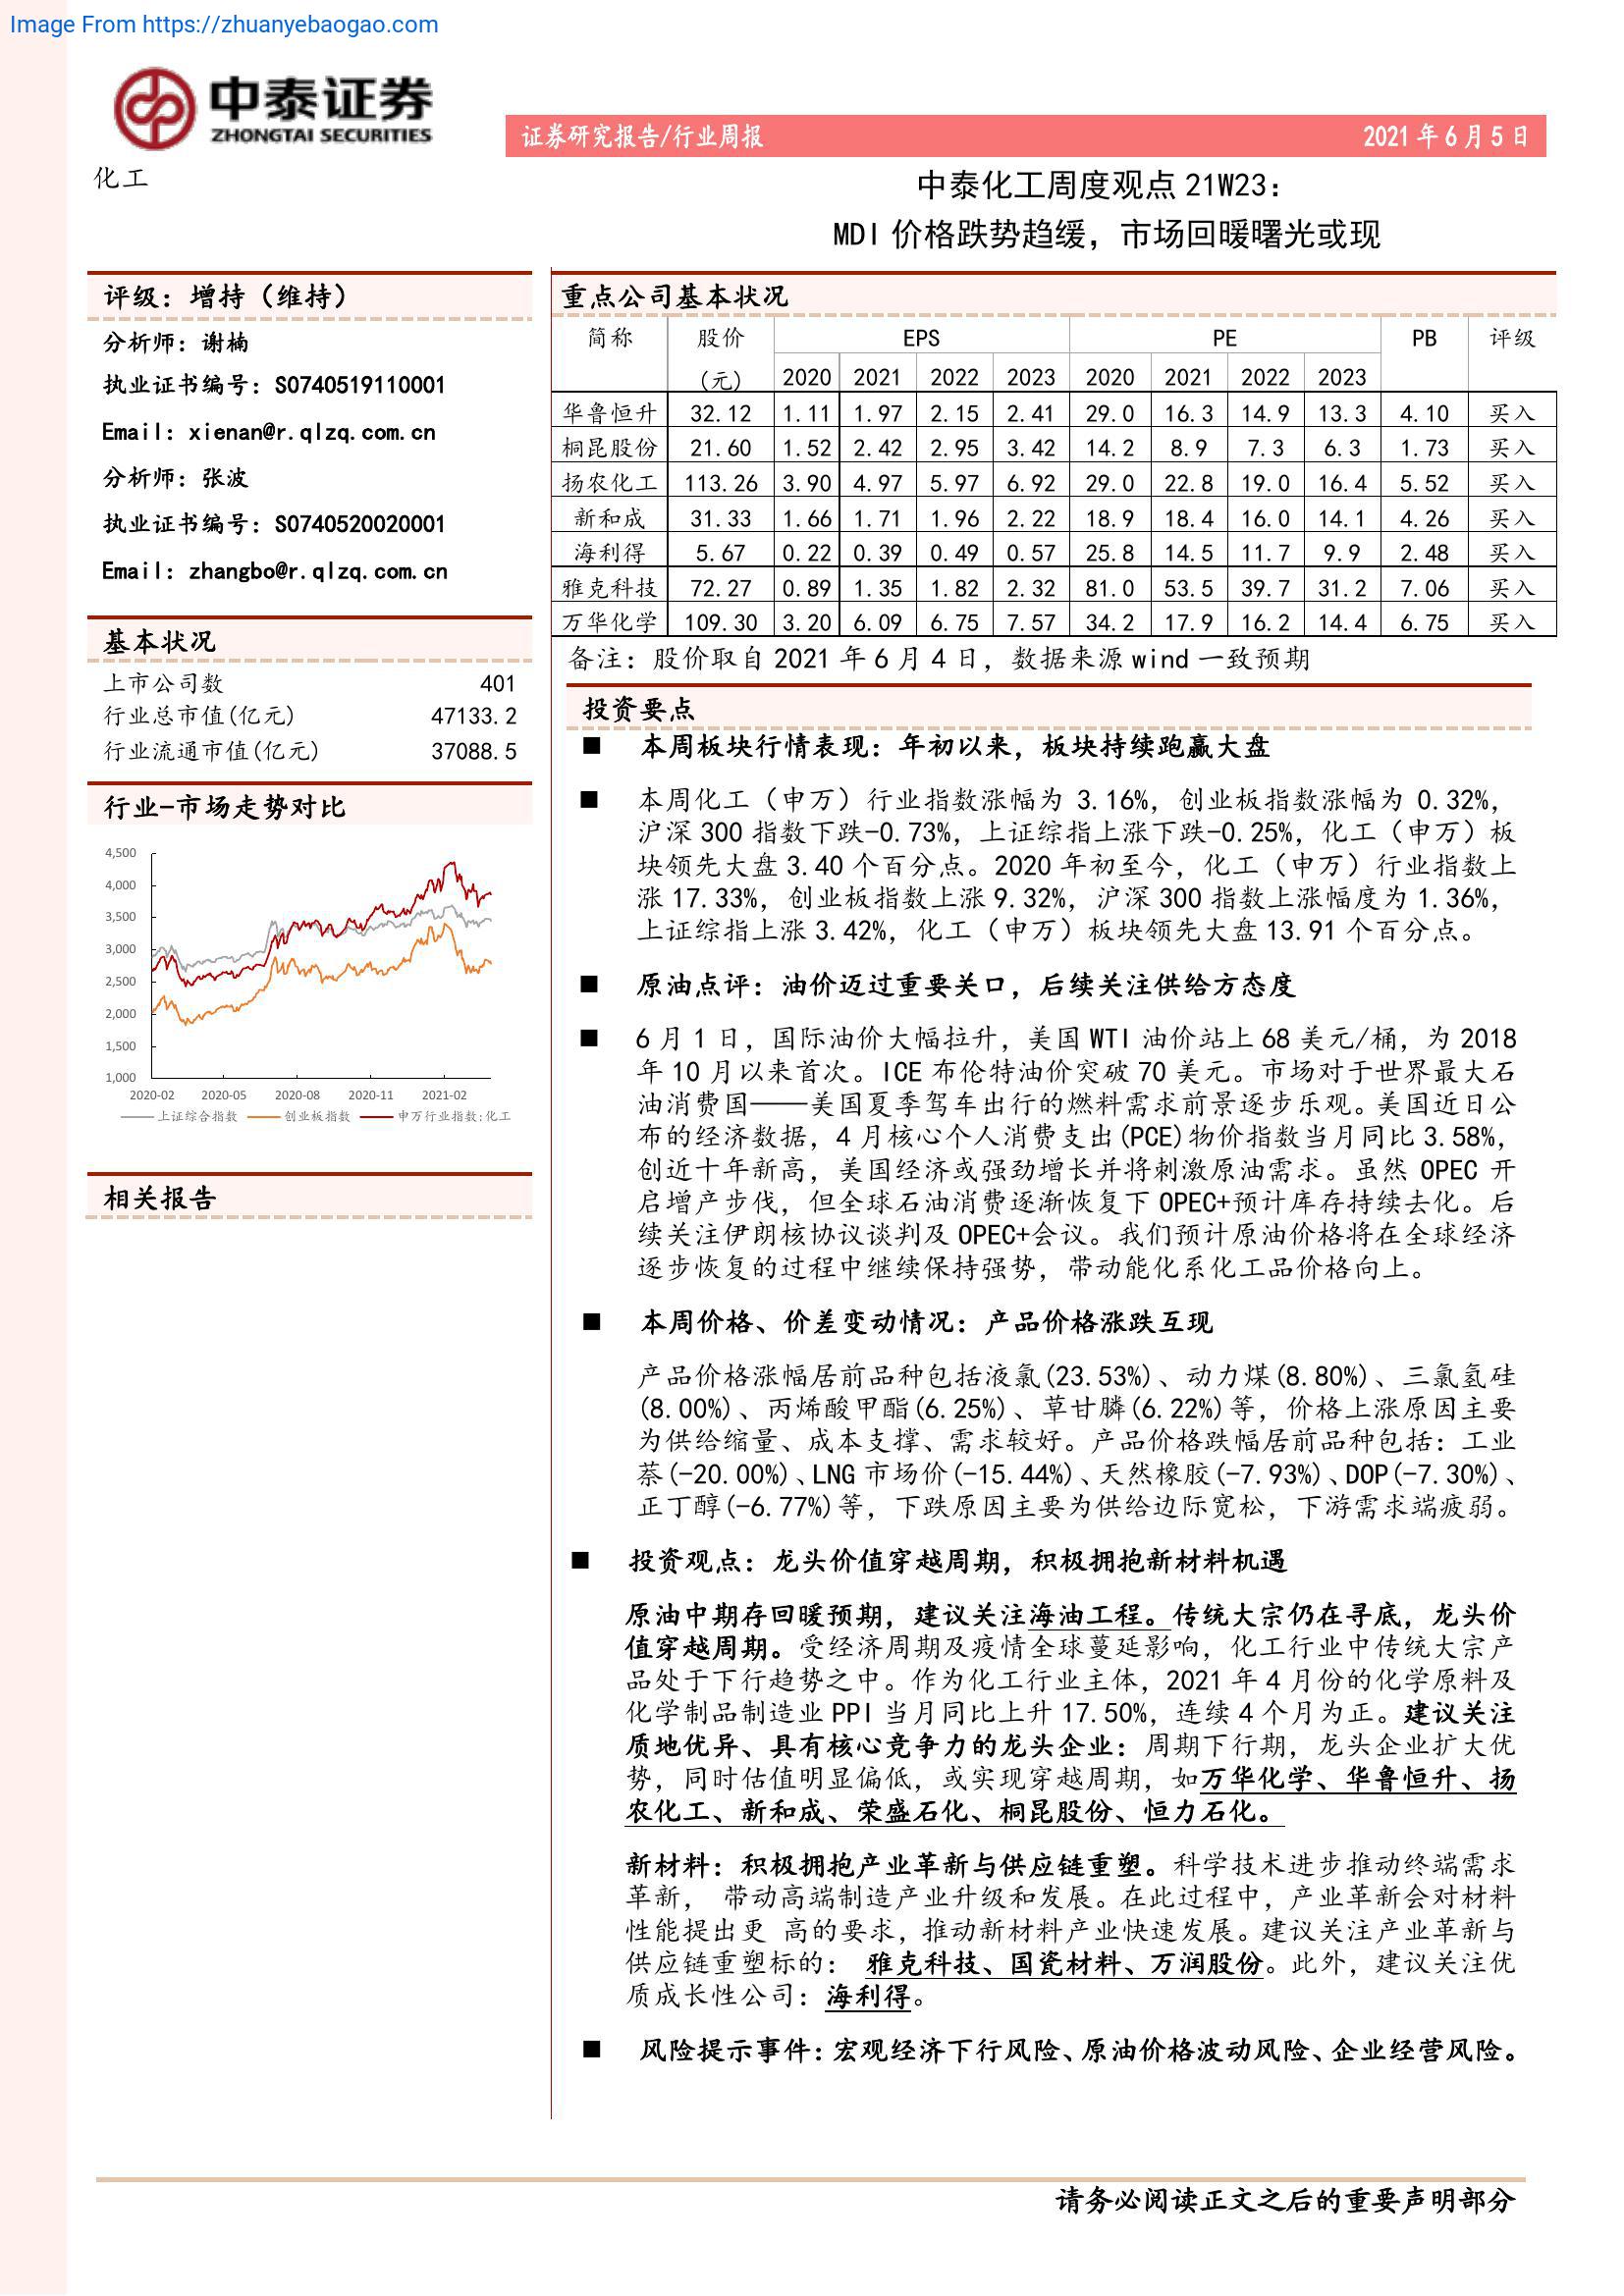 Image From https://zhuanyebaogao.com
中泰证券
ZHONGTAI SECURITIES
证券研究报告/行业周报 2021 年 6 月 5 日
化工
中泰化工周度观点 21W23：
MDI 价格跌势趋缓，市场回暖曙光或现
评级：增持（维持）
分析师：谢楠
执业证书编号：S0740519110001
Email：xienan@r.qlzq.com.cn
分析师：张波
执业证书编号：S0740520020001
Email：zhangbo@r.qlzq.com.cn
基本状况
上市公司数 401
行业总市值(亿元) 47133.2
行业流通市值(亿元) 37088.5
行业-市场走势对比
4,500
4,000
3,500
3,000
2,500
2,000
1,500
1,000
2020-02 2020-05 2020-08 2020-11 2021-02
上证综合指数 创业板指数 申万行业指数:化工
相关报告
重点公司基本状况
简称 股价 EPS PE PB 评级
(元) 2020 2021 2022 2023 2020 2021 2022 2023
华鲁恒升 32.12 1.11 1.97 2.15 2.41 29.0 16.3 14.9 13.3 4.10 买入
桐昆股份 21.60 1.52 2.42 2.95 3.42 14.2 8.9 7.3 6.3 1.73 买入
扬农化工 113.26 3.90 4.97 5.97 6.92 29.0 22.8 19.0 16.4 5.52 买入
新和成 31.33 1.66 1.71 1.96 2.22 18.9 18.4 16.0 14.1 4.26 买入
海利得 5.67 0.22 0.39 0.49 0.57 25.8 14.5 11.7 9.9 2.48 买入
雅克科技 72.27 0.89 1.35 1.82 2.32 81.0 53.5 39.7 31.2 7.06 买入
万华化学 109.30 3.20 6.09 6.75 7.57 34.2 17.9 16.2 14.4 6.75 买入
备注：股价取自 2021 年 6 月 4 日，数据来源 wind 一致预期
投资要点
■ 本周板块行情表现：年初以来，板块持续跑赢大盘
■ 本周化工（申万）行业指数涨幅为 3.16%，创业板指数涨幅为 0.32%，
沪深 300 指数下跌-0.73%，上证综指上涨下跌-0.25%，化工（申万）板
块领先大盘 3.40 个百分点。2020 年初至今，化工（申万）行业指数上
涨 17.33%，创业板指数上涨 9.32%，沪深 300 指数上涨幅度为 1.36%，
上证综指上涨 3.42%，化工（申万）板块领先大盘 13.91 个百分点。
■ 原油点评：油价迈过重要关口，后续关注供给方态度
■ 6 月 1 日，国际油价大幅拉升，美国 WTI 油价站上 68 美元/桶，为 2018
年 10 月以来首次。ICE 布伦特油价突破 70 美元。市场对于世界最大石
油消费国——美国夏季驾车出行的燃料需求前景逐步乐观。美国近日公
布的经济数据，4 月核心个人消费支出(PCE)物价指数当月同比 3.58%，
创近十年新高，美国经济或强劲增长并将刺激原油需求。虽然 OPEC 开
启增产步伐，但全球石油消费逐渐恢复下 OPEC+预计库存持续去化。后
续关注伊朗核协议谈判及 OPEC+会议。我们预计原油价格将在全球经济
逐步恢复的过程中继续保持强势，带动能化系化工品价格向上。
■ 本周价格、价差变动情况：产品价格涨跌互现
产品价格涨幅居前品种包括液氯(23.53%)、动力煤(8.80%)、三氯氢硅
(8.00%)、丙烯酸甲酯(6.25%)、草甘膦(6.22%)等，价格上涨原因主要
为供给缩量、成本支撑、需求较好。产品价格跌幅居前品种包括：工业
萘(-20.00%)、LNG 市场价(-15.44%)、天然橡胶(-7.93%)、DOP(-7.30%)、
正丁醇(-6.77%)等，下跌原因主要为供给边际宽松，下游需求端疲弱。
■ 投资观点：龙头价值穿越周期，积极拥抱新材料机遇
原油中期存回暖预期，建议关注海油工程。传统大宗仍在寻底，龙头价
值穿越周期。受经济周期及疫情全球蔓延影响，化工行业中传统大宗产
品处于下行趋势之中。作为化工行业主体，2021 年 4 月份的化学原料及
化学制品制造业 PPI 当月同比上升 17.50%，连续 4 个月为正。建议关注
质地优异、具有核心竞争力的龙头企业：周期下行期，龙头企业扩大优
势，同时估值明显偏低，或实现穿越周期，如万华化学、华鲁恒升、扬
农化工、新和成、荣盛石化、桐昆股份、恒力石化。
新材料：积极拥抱产业革新与供应链重塑。科学技术进步推动终端需求
革新， 带动高端制造产业升级和发展。在此过程中，产业革新会对材料
性能提出更 高的要求，推动新材料产业快速发展。建议关注产业革新与
供应链重塑标的： 雅克科技、国瓷材料、万润股份。此外，建议关注优
质成长性公司：海利得。
■ 风险提示事件：宏观经济下行风险、原油价格波动风险、企业经营风险。
请务必阅读正文之后的重要声明部分